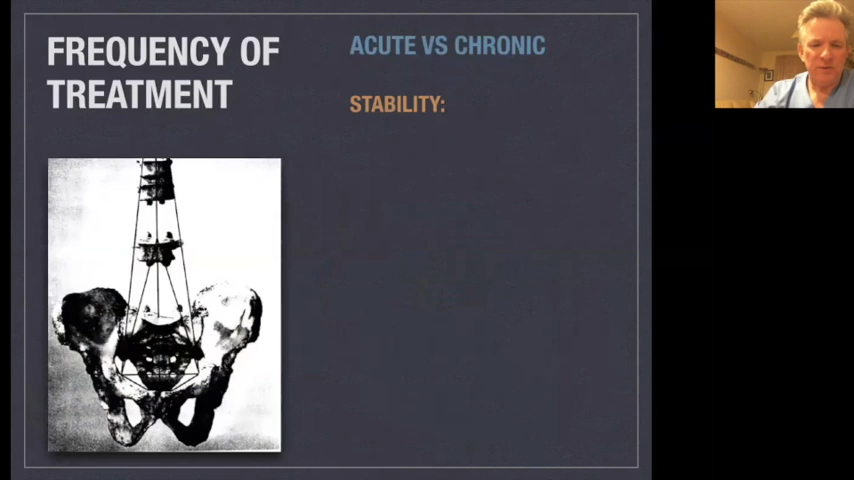 FREQUENCY OF
TREATMENT
ACUTE VS CHRONIC
STABILITY: